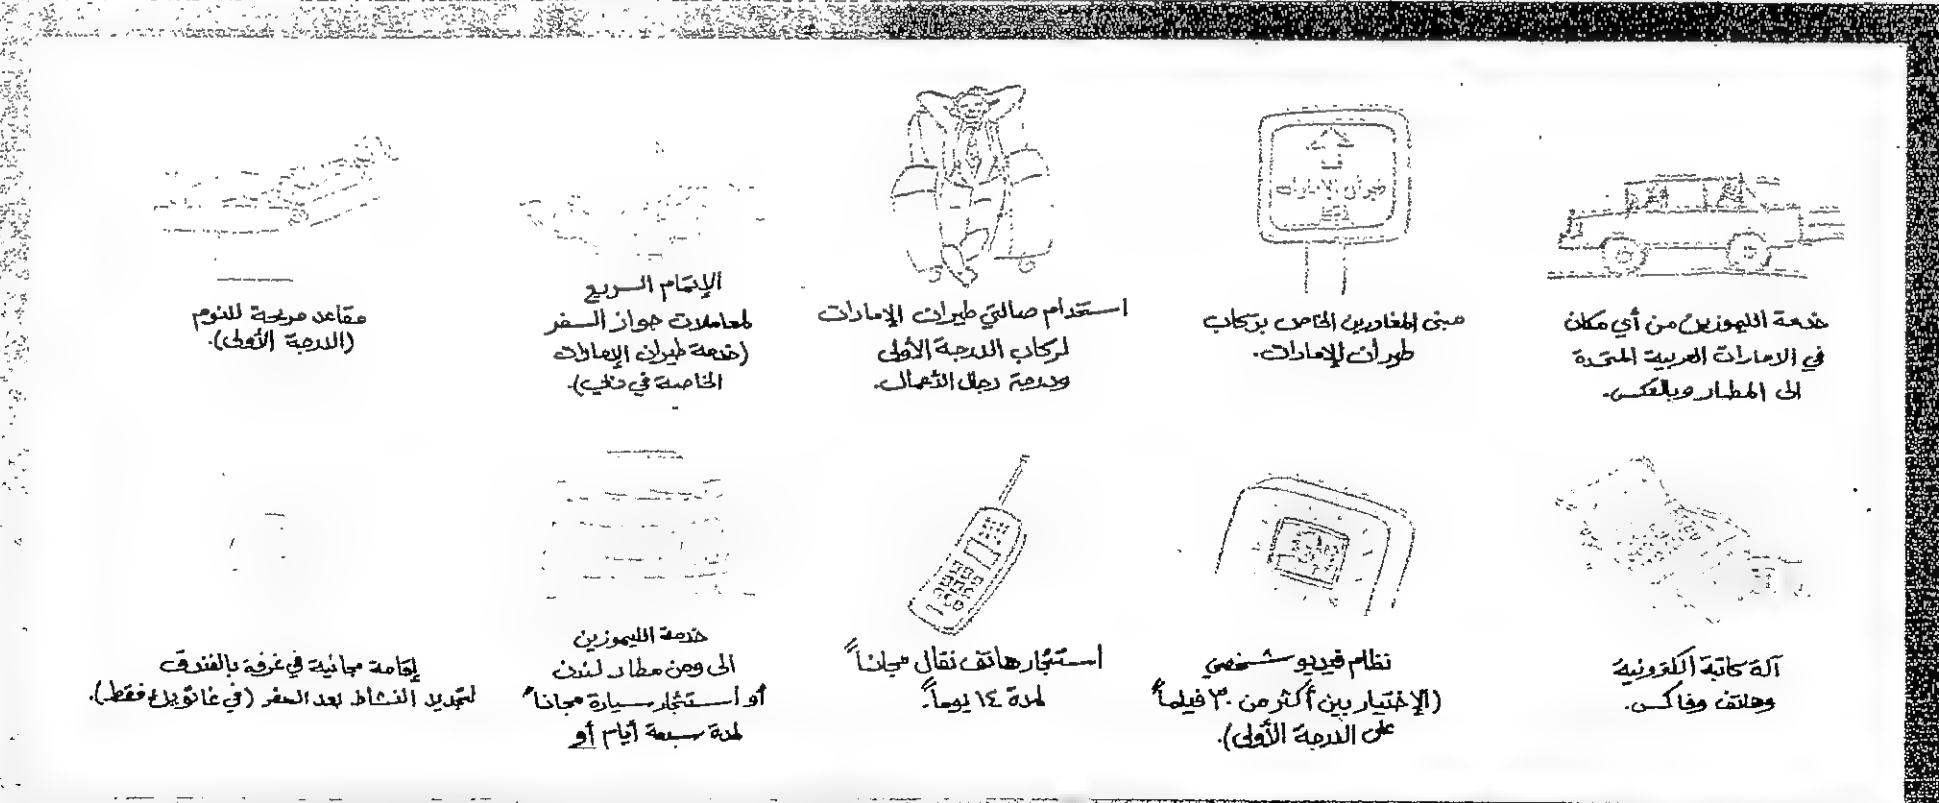 طيران الإمارات
خدمة الليموزين من أي مكان
في الامارات العربية المتحدة
الى المطار وبالعكس.
مبنى المغادرين الخاص بركاب
طيران الإمارات.
استخدام صالتي طيران الإمارات
لركاب الدرجة الأولى
ودرجة رجال الأعمال.
الإتمام السريع
لمعاملات جواز السفر
(خدمة طيران الإمارات
الخاصة في دبي).
مقاعد مريحة للنوم
(الدرجة الأولى).
آلة كاتبة الكترونية
وهاتف وفاكس.
نظام فيديو شخصي
(الإختيار بين أكثر من ٣٠ فيلماً
على الدرجة الأولى).
استئجار هاتف نقال مجاناً
لمدة ١٤ يوماً.
خدمة الليموزين
الى ومن مطار لندن
أو استئجار سيارة مجاناً
لمدة سبعة أيام أو
إقامة مجانية في غرفة بالفندق
لتجديد النشاط بعد السفر (في غاتويك فقط).